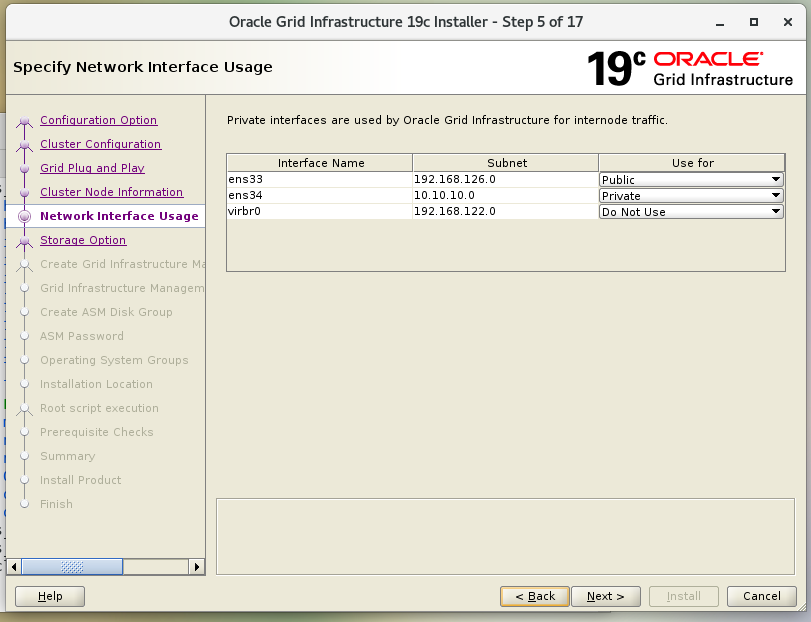 Oracle Grid Infrastructure 19c Installer - Step 5 of 17
Specify Network Interface Usage
19c ORACLE
Grid Infrastructure
Configuration Option
Cluster Configuration
Grid Plug and Play
Cluster Node Information
Network Interface Usage
Storage Option
Create Grid Infrastructure Ma
Grid Infrastructure Managem
Create ASM Disk Group
ASM Password
Operating System Groups
Installation Location
Root script execution
Prerequisite Checks
Summary
Install Product
Finish
Private interfaces are used by Oracle Grid Infrastructure for internode traffic.
Interface Name Subnet Use for
ens33 192.168.126.0 Public
ens34 10.10.10.0 Private
virbr0 192.168.122.0 Do Not Use
Help < Back Next > Install Cancel